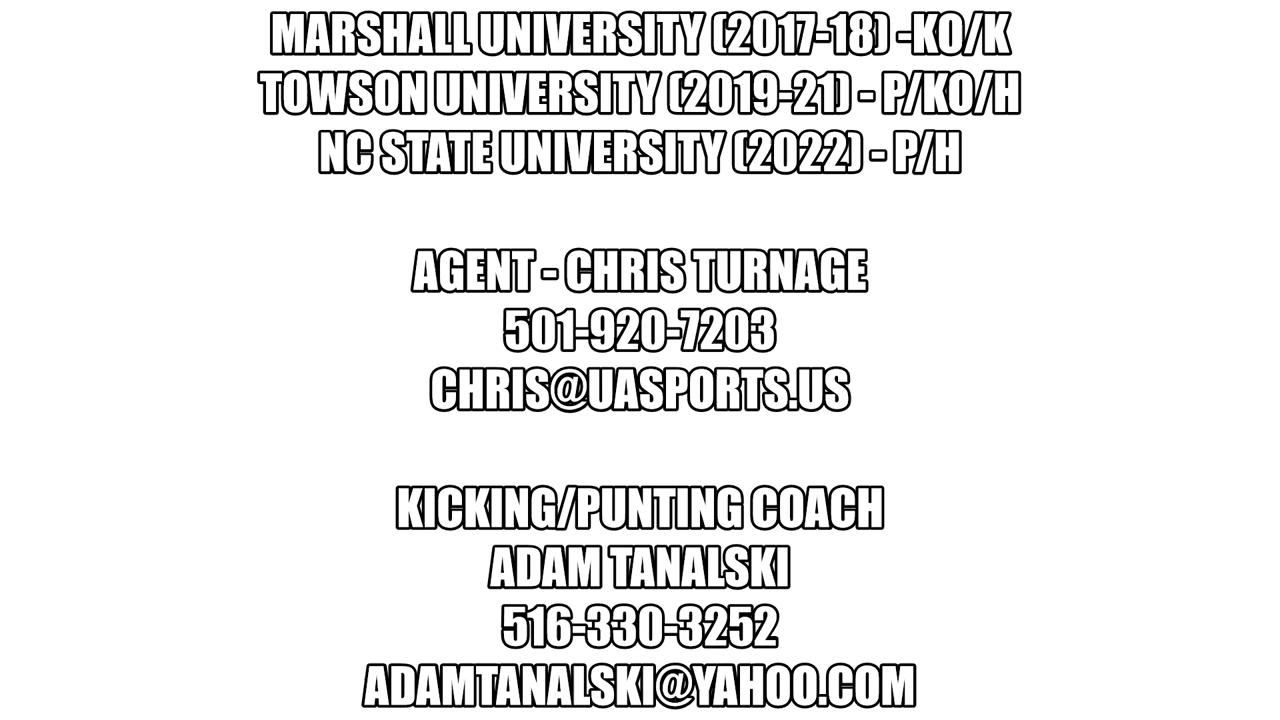 MARSHALL UNIVERSITY (2017-18) -KO/K
TOWSON UNIVERSITY (2019-21) - P/KO/H
NC STATE UNIVERSITY (2022) - P/H
AGENT - CHRIS TURNAGE
501-920-7203
CHRIS@UASPORTS.US
KICKING/PUNTING COACH
ADAM TANALSKI
516-330-3252
ADAMTANALSKI@YAHOO.COM